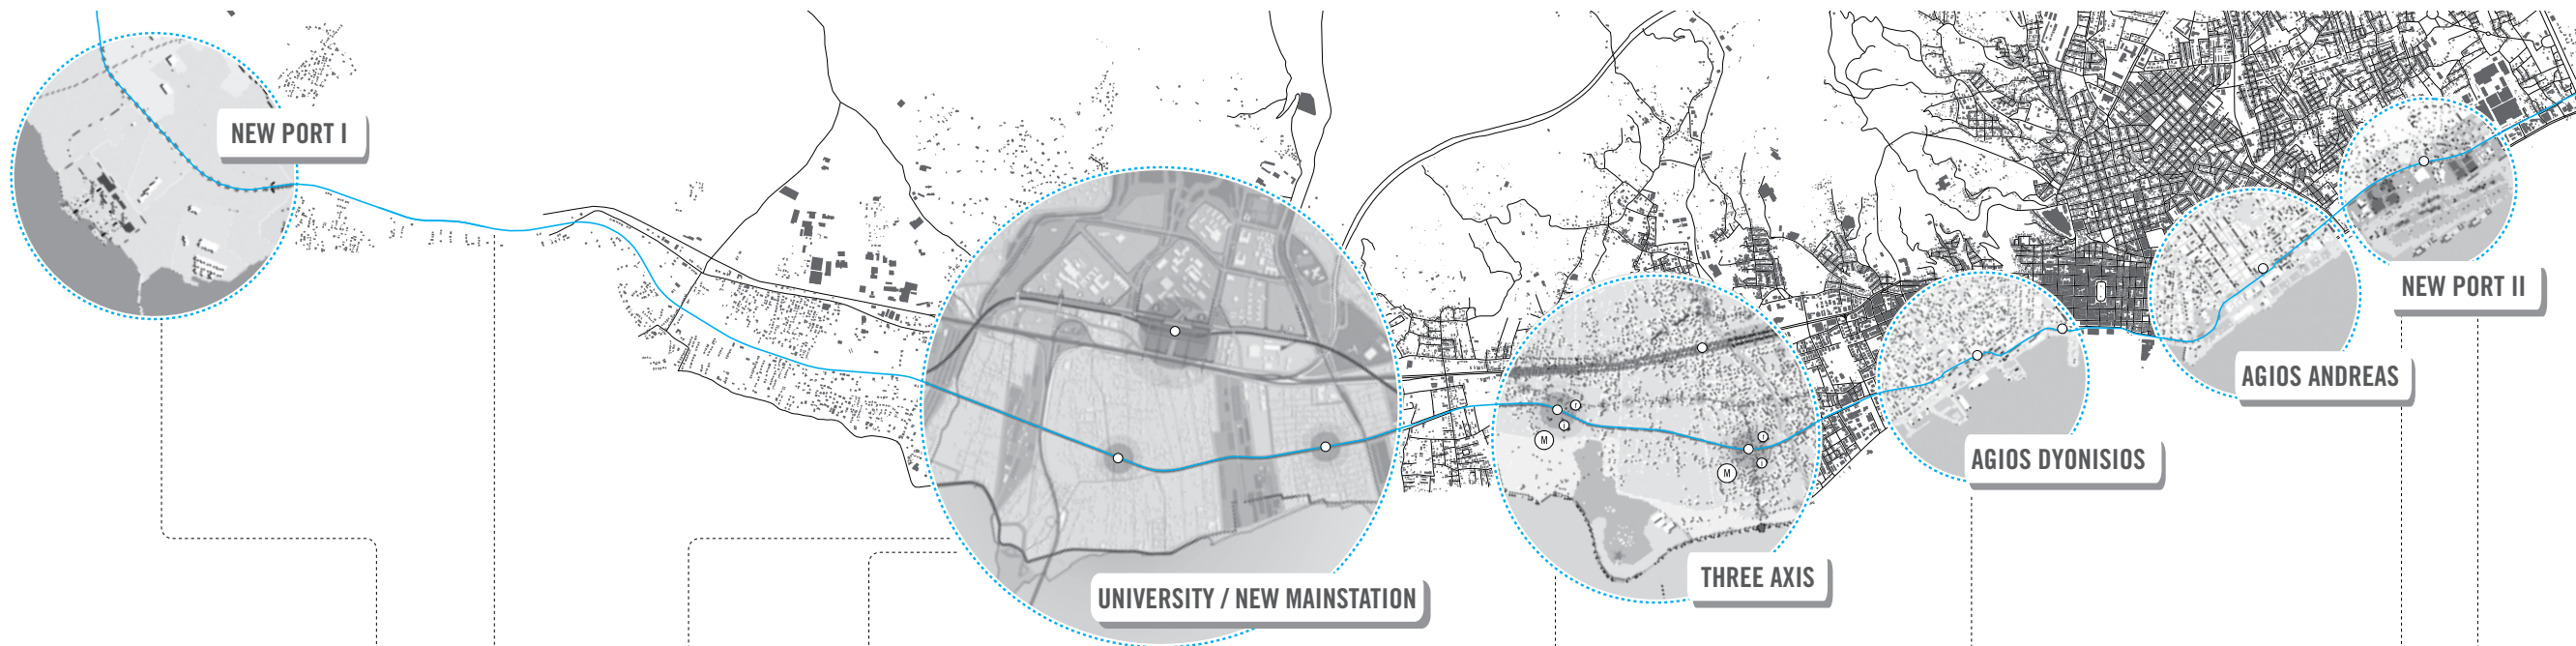 NEW PORT I
UNIVERSITY / NEW MAINSTATION
THREE AXIS
AGIOS DYONISIOS
AGIOS ANDREAS
NEW PORT II
M
M